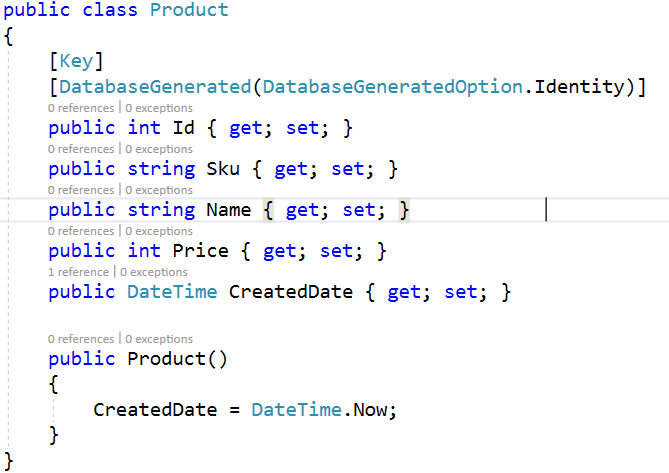 public class Product
{
[Key]
[DatabaseGenerated(DatabaseGeneratedOption.Identity)]
0 references | 0 exceptions
public int Id { get; set; }
0 references | 0 exceptions
public string Sku { get; set; }
0 references | 0 exceptions
public string Name { get; set; }
0 references | 0 exceptions
public int Price { get; set; }
1 reference | 0 exceptions
public DateTime CreatedDate { get; set; }
0 references | 0 exceptions
public Product()
{
CreatedDate = DateTime.Now;
}
}